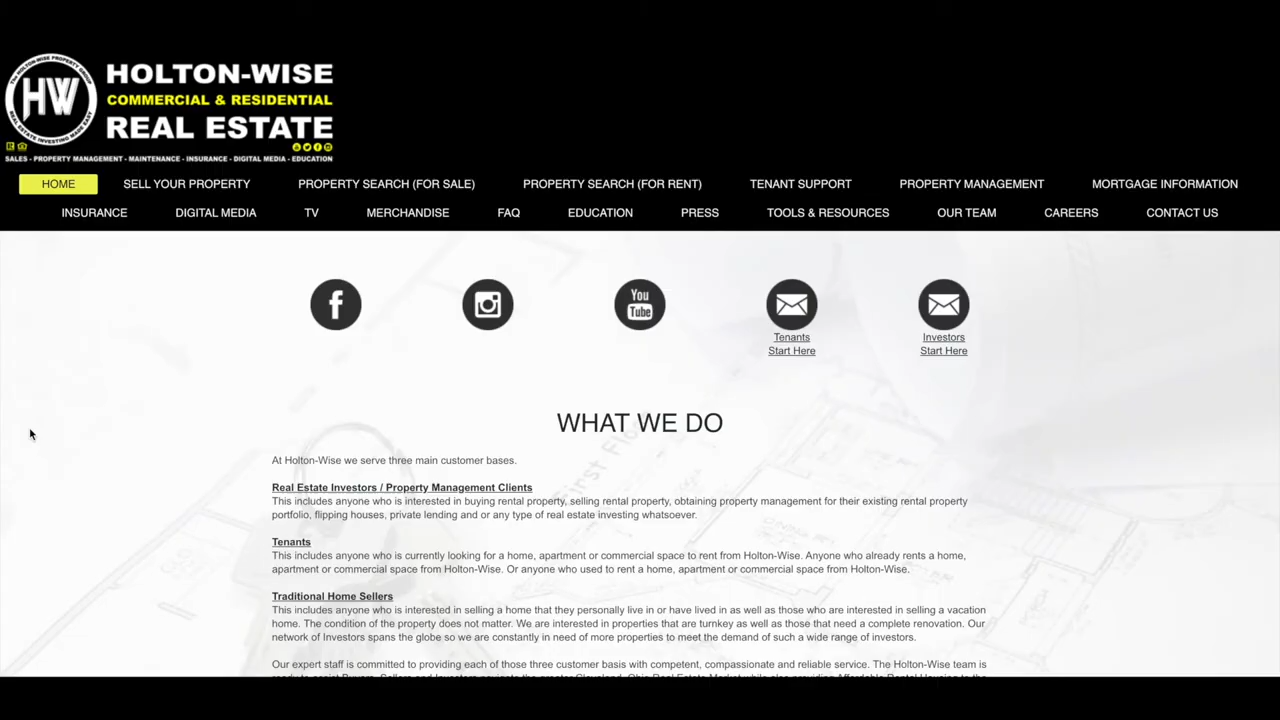 HOLTON-WISE
COMMERCIAL & RESIDENTIAL
REAL ESTATE
SALES - PROPERTY MANAGEMENT - MAINTENANCE - INSURANCE - DIGITAL MEDIA - EDUCATION
HW
HOME SELL YOUR PROPERTY PROPERTY SEARCH (FOR SALE) PROPERTY SEARCH (FOR RENT) TENANT SUPPORT PROPERTY MANAGEMENT MORTGAGE INFORMATION
INSURANCE DIGITAL MEDIA TV MERCHANDISE FAQ EDUCATION PRESS TOOLS & RESOURCES OUR TEAM CAREERS CONTACT US
You
Tube
Tenants
Start Here
Investors
Start Here
WHAT WE DO
At Holton-Wise we serve three main customer bases.
Real Estate Investors / Property Management Clients
This includes anyone who is interested in buying rental property, selling rental property, obtaining property management for their existing rental property
portfolio, flipping houses, private lending and or any type of real estate investing whatsoever.
Tenants
This includes anyone who is currently looking for a home, apartment or commercial space to rent from Holton-Wise. Anyone who already rents a home,
apartment or commercial space from Holton-Wise. Or anyone who used to rent a home, apartment or commercial space from Holton-Wise.
Traditional Home Sellers
This includes anyone who is interested in selling a home that they personally live in or have lived in as well as those who are interested in selling a vacation
home. The condition of the property does not matter. We are interested in properties that are turnkey as well as those that need a complete renovation. Our
network of Investors spans the globe so we are constantly in need of more properties to meet the demand of such a wide range of investors.
Our expert staff is committed to providing each of those three customer basis with competent, compassionate and reliable service. The Holton-Wise team is
First Flo